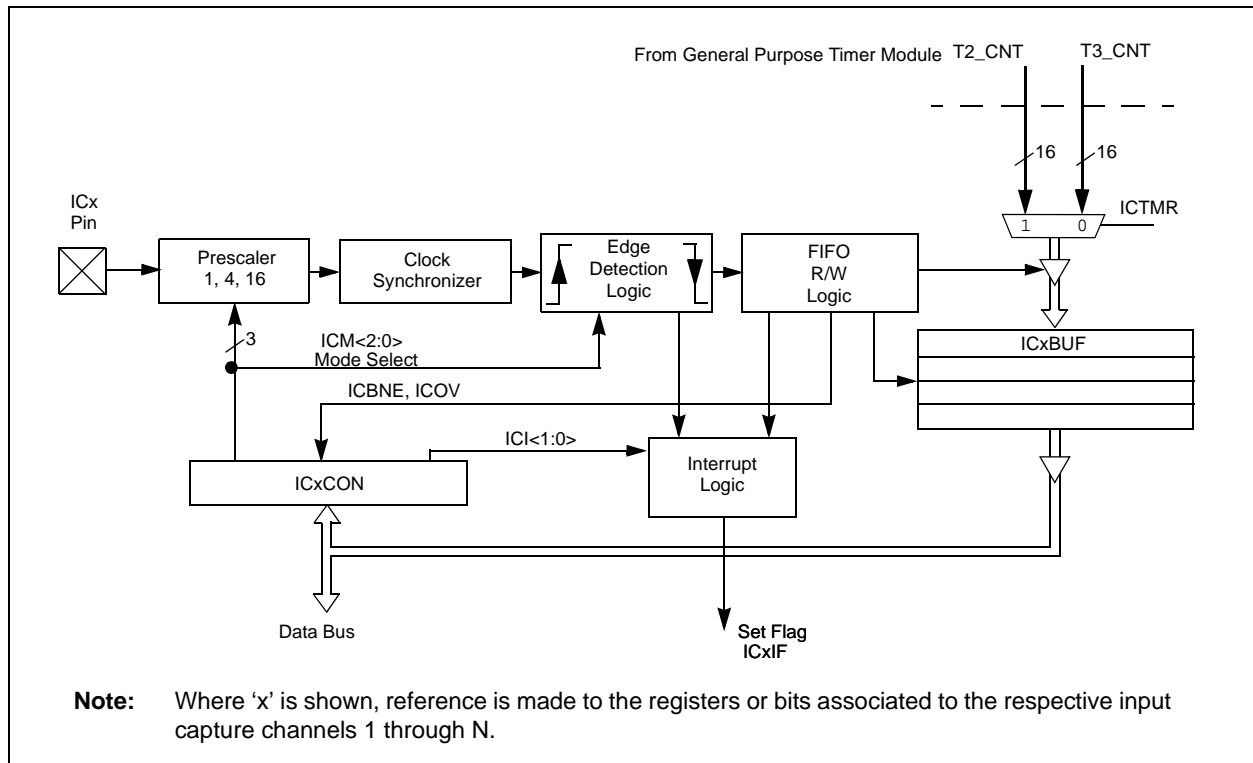 From General Purpose Timer Module T2_CNT T3_CNT
16 16
ICx
Pin
1 0
ICTMR
Prescaler
1, 4, 16
Clock
Synchronizer
Edge
Detection
Logic
FIFO
R/W
Logic
3
ICM<2:0>
Mode Select
ICxBUF
ICBNE, ICOV
ICI<1:0>
ICxCON
Interrupt
Logic
Data Bus
Set Flag
ICxIF
Note: Where ‘x’ is shown, reference is made to the registers or bits associated to the respective input
capture channels 1 through N.